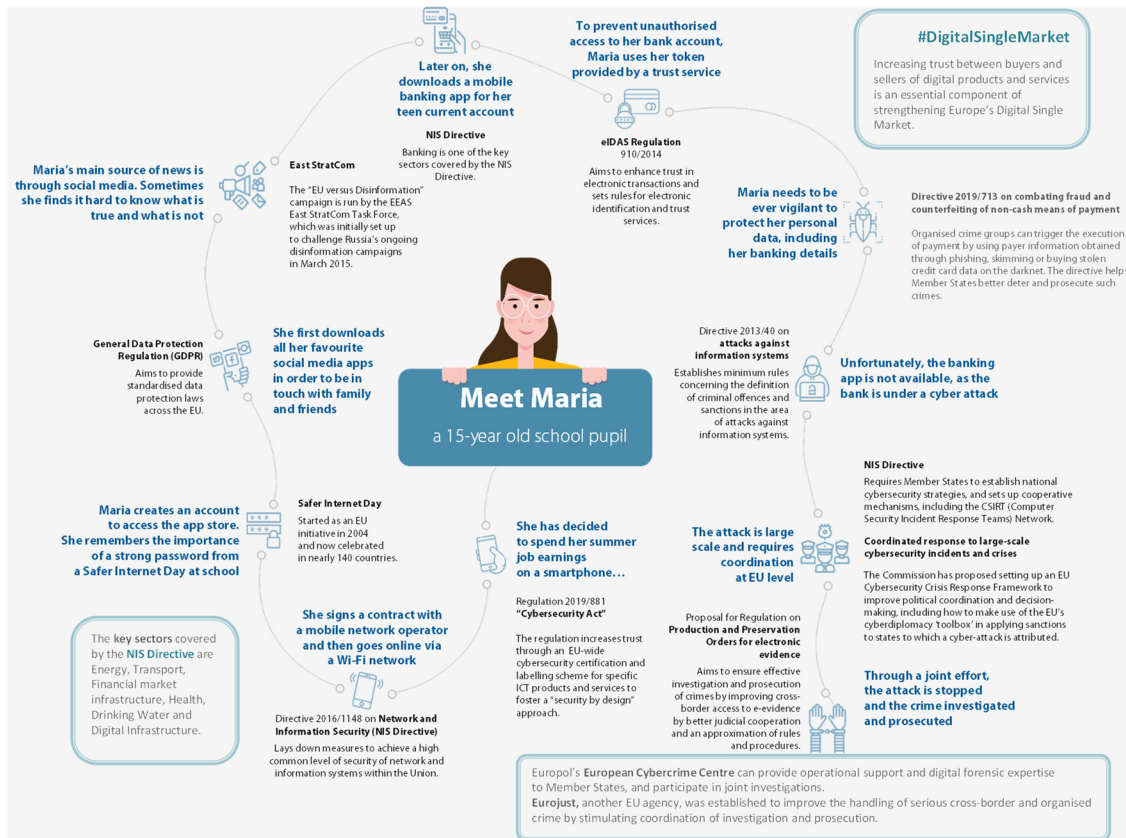 Meet Maria
a 15-year old school pupil
She has decided
to spend her summer
job earnings
on a smartphone…
Regulation 2019/881
“Cybersecurity Act”
The regulation increases trust
through an EU-wide
cybersecurity certification and
labelling scheme for specific
ICT products and services to
foster a “security by design”
approach.
She signs a contract with
a mobile network operator
and then goes online via
a Wi-Fi network
Directive 2016/1148 on Network and
Information Security (NIS Directive)
Lays down measures to achieve a high
common level of security of network and
information systems within the Union.
The key sectors covered
by the NIS Directive are
Energy, Transport,
Financial market
infrastructure, Health,
Drinking Water and
Digital Infrastructure.
Maria creates an account
to access the app store.
She remembers the importance
of a strong password from
a Safer Internet Day at school
Safer Internet Day
Started as an EU
initiative in 2004
and now celebrated
in nearly 140 countries.
She first downloads
all her favourite
social media apps
in order to be in
touch with family
and friends
General Data Protection
Regulation (GDPR)
Aims to provide
standardised data
protection laws
across the EU.
Maria’s main source of news is
through social media. Sometimes
she finds it hard to know what is
true and what is not
East StratCom
The “EU versus Disinformation”
campaign is run by the EEAS
East StratCom Task Force,
which was initially set up
to challenge Russia’s ongoing
disinformation campaigns
in March 2015.
Later on, she
downloads a mobile
banking app for her
teen current account
NIS Directive
Banking is one of the key
sectors covered by the NIS
Directive.
To prevent unauthorised
access to her bank account,
Maria uses her token
provided by a trust service
eIDAS Regulation
910/2014
Aims to enhance trust in
electronic transactions and
sets rules for electronic
identification and trust
services.
#DigitalSingleMarket
Increasing trust between buyers and
sellers of digital products and services
is an essential component of
strengthening Europe’s Digital Single
Market.
Maria needs to be
ever vigilant to
protect her personal
data, including
her banking details
Directive 2019/713 on combating fraud and
counterfeiting of non-cash means of payment
Organised crime groups can trigger the execution
of payment by using payer information obtained
through phishing, skimming or buying stolen
credit card data on the darknet. The directive help
Member States better deter and prosecute such
crimes.
Unfortunately, the banking
app is not available, as the
bank is under a cyber attack
Directive 2013/40 on
attacks against
information systems
Establishes minimum rules
concerning the definition
of criminal offences and
sanctions in the area
of attacks against
information systems.
The attack is large
scale and requires
coordination
at EU level
NIS Directive
Requires Member States to establish national
cybersecurity strategies, and sets up cooperative
mechanisms, including the CSIRT (Computer
Security Incident Response Teams) Network.
Coordinated response to large-scale
cybersecurity incidents and crises
The Commission has proposed setting up an EU
Cybersecurity Crisis Response Framework to
improve political coordination and decision-
making, including how to make use of the EU’s
cyberdiplomacy ‘toolbox’ in applying sanctions
to states to which a cyber-attack is attributed.
Through a joint effort,
the attack is stopped
and the crime investigated
and prosecuted
Proposal for Regulation on
Production and Preservation
Orders for electronic
evidence
Aims to ensure effective
investigation and prosecution
of crimes by improving cross-
border access to e-evidence
by better judicial cooperation
and an approximation of rules
and procedures.
Europol’s European Cybercrime Centre can provide operational support and digital forensic expertise
to Member States, and participate in joint investigations.
Eurojust, another EU agency, was established to improve the handling of serious cross-border and organised
crime by stimulating coordination of investigation and prosecution.